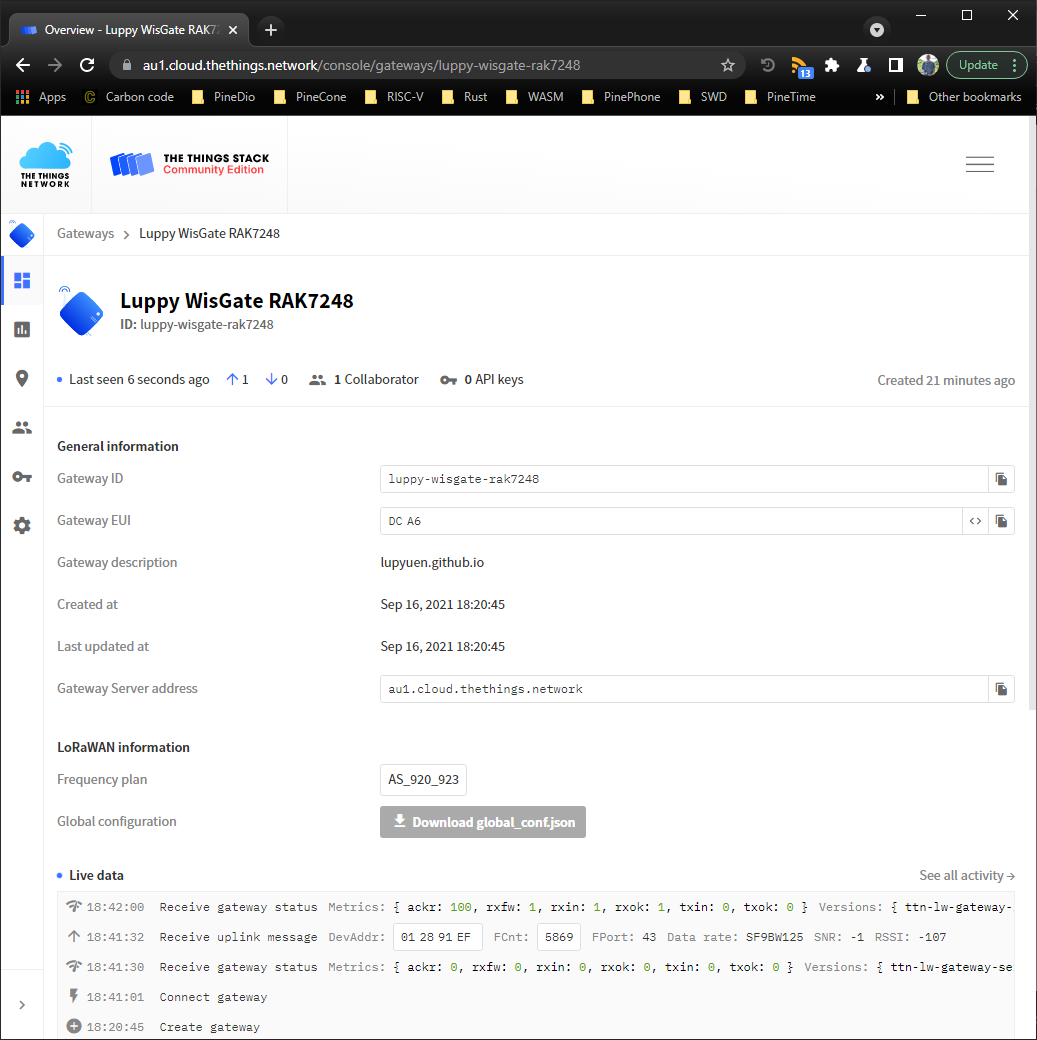 Overview - Luppy WisGate RAK72
au1.cloud.thethings.network/console/gateways/luppy-wisgate-rak7248
13
Update
Apps
Carbon code
PineDio
PineCone
RISC-V
Rust
WASM
PinePhone
SWD
PineTime
»
Other bookmarks
THE THINGS NETWORK
THE THINGS STACK
Community Edition
Gateways > Luppy WisGate RAK7248
Luppy WisGate RAK7248
ID: luppy-wisgate-rak7248
Last seen 6 seconds ago ↑ 1 ↓ 0 1 Collaborator 0 API keys Created 21 minutes ago
General information
Gateway ID luppy-wisgate-rak7248
Gateway EUI DC A6 <>
Gateway description lupyuen.github.io
Created at Sep 16, 2021 18:20:45
Last updated at Sep 16, 2021 18:20:45
Gateway Server address au1.cloud.thethings.network
LoRaWAN information
Frequency plan AS_920_923
Global configuration Download global_conf.json
Live data See all activity →
18:42:00 Receive gateway status Metrics: { ackr: 100, rxfw: 1, rxin: 1, rxok: 1, txin: 0, txok: 0 } Versions: { ttn-lw-gateway-
↑ 18:41:32 Receive uplink message DevAddr: 01 28 91 EF FCnt: 5869 FPort: 43 Data rate: SF9BW125 SNR: -1 RSSI: -107
18:41:30 Receive gateway status Metrics: { ackr: 0, rxfw: 0, rxin: 0, rxok: 0, txin: 0, txok: 0 } Versions: { ttn-lw-gateway-se
18:41:01 Connect gateway
18:20:45 Create gateway